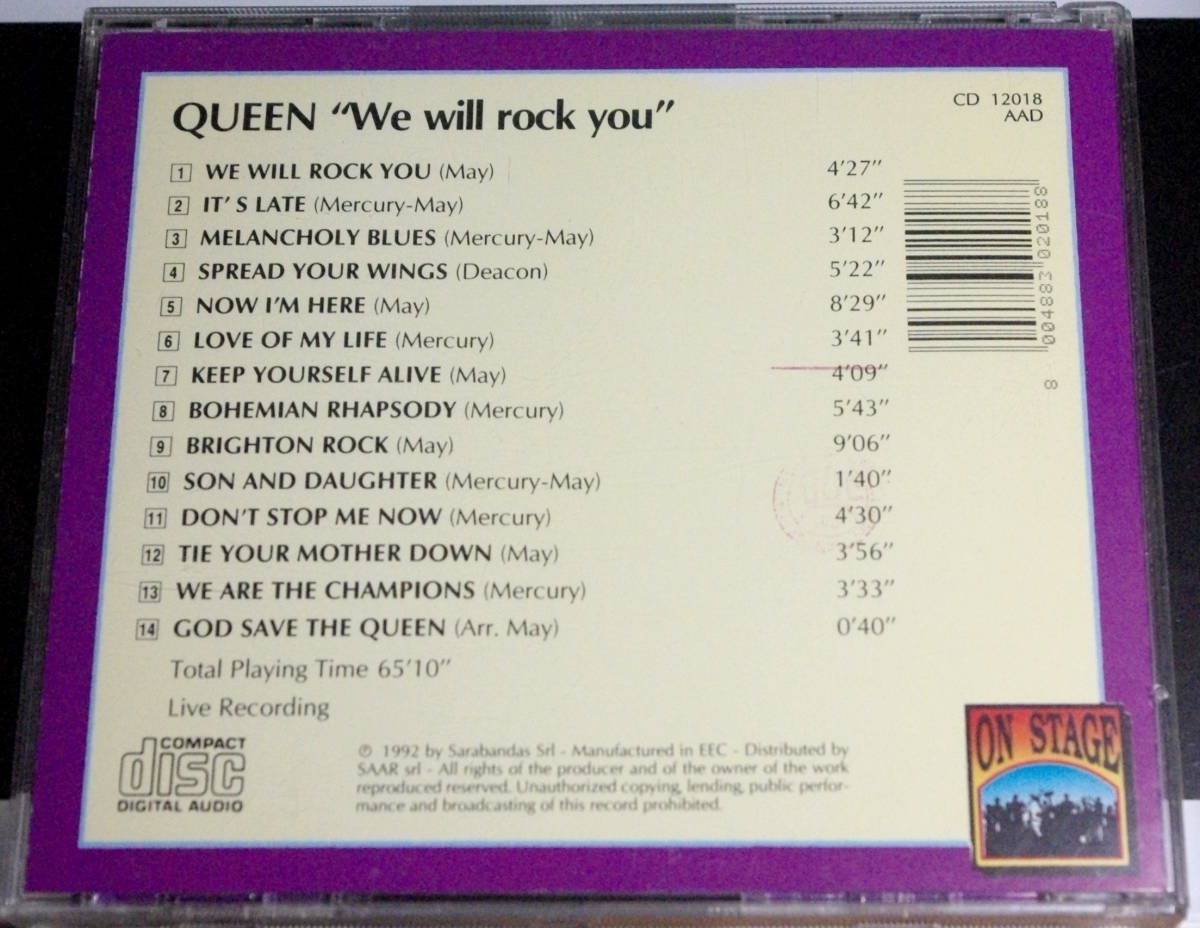 QUEEN “We will rock you”
CD 12018
AAD
1 WE WILL ROCK YOU (May) 4'27"
2 IT' S LATE (Mercury-May) 6'42"
3 MELANCHOLY BLUES (Mercury-May) 3'12"
4 SPREAD YOUR WINGS (Deacon) 5'22"
5 NOW I'M HERE (May) 8'29"
6 LOVE OF MY LIFE (Mercury) 3'41"
7 KEEP YOURSELF ALIVE (May) 4'09"
8 BOHEMIAN RHAPSODY (Mercury) 5'43"
9 BRIGHTON ROCK (May) 9'06"
10 SON AND DAUGHTER (Mercury-May) 1'40"
11 DON'T STOP ME NOW (Mercury) 4'30"
12 TIE YOUR MOTHER DOWN (May) 3'56"
13 WE ARE THE CHAMPIONS (Mercury) 3'33"
14 GOD SAVE THE QUEEN (Arr. May) 0'40"
8 004883 020188
Total Playing Time 65'10"
Live Recording
COMPACT
disc
DIGITAL AUDIO
℗ 1992 by Sarabandas Srl - Manufactured in EEC - Distributed by
SAAR srl - All rights of the producer and of the owner of the work
reproduced reserved. Unauthorized copying, lending, public perfor-
mance and broadcasting of this record prohibited.
ON STAGE